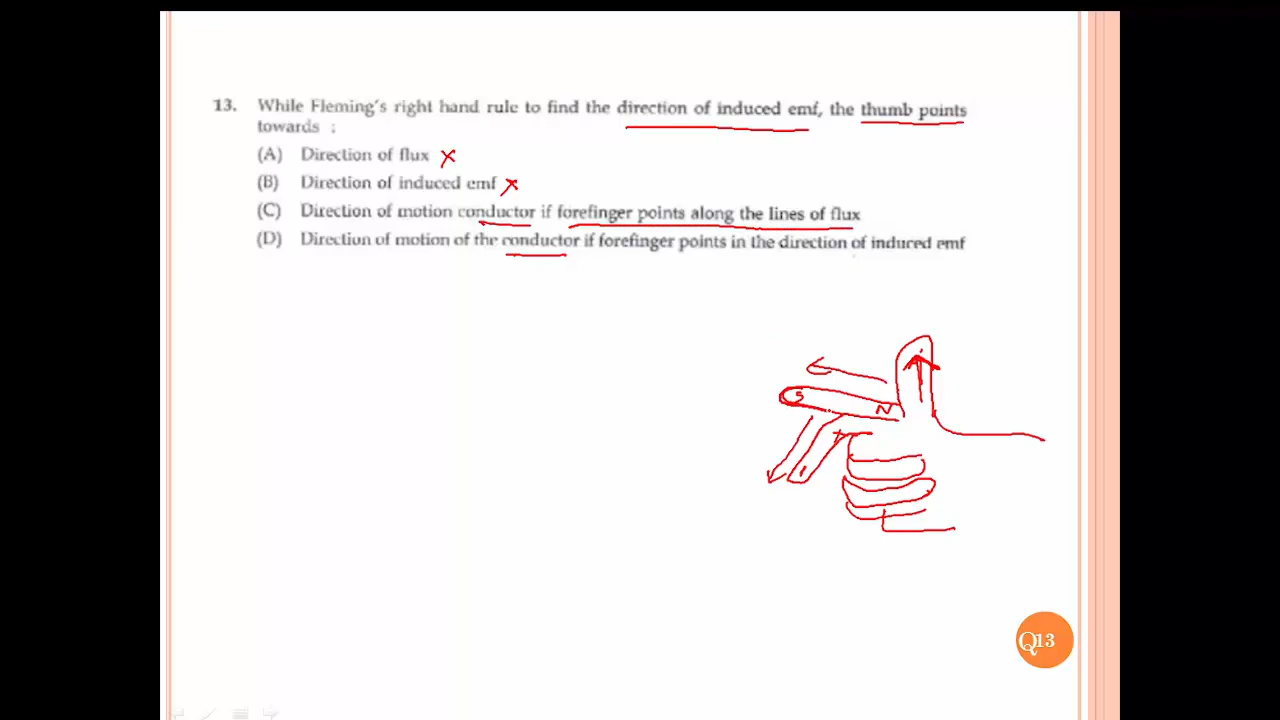 13. While Fleming's right hand rule to find the direction of induced emf, the thumb points
towards :
(A) Direction of flux x
(B) Direction of induced emf x
(C) Direction of motion conductor if forefinger points along the lines of flux
(D) Direction of motion of the conductor if forefinger points in the direction of induced emf
S
N
Q13